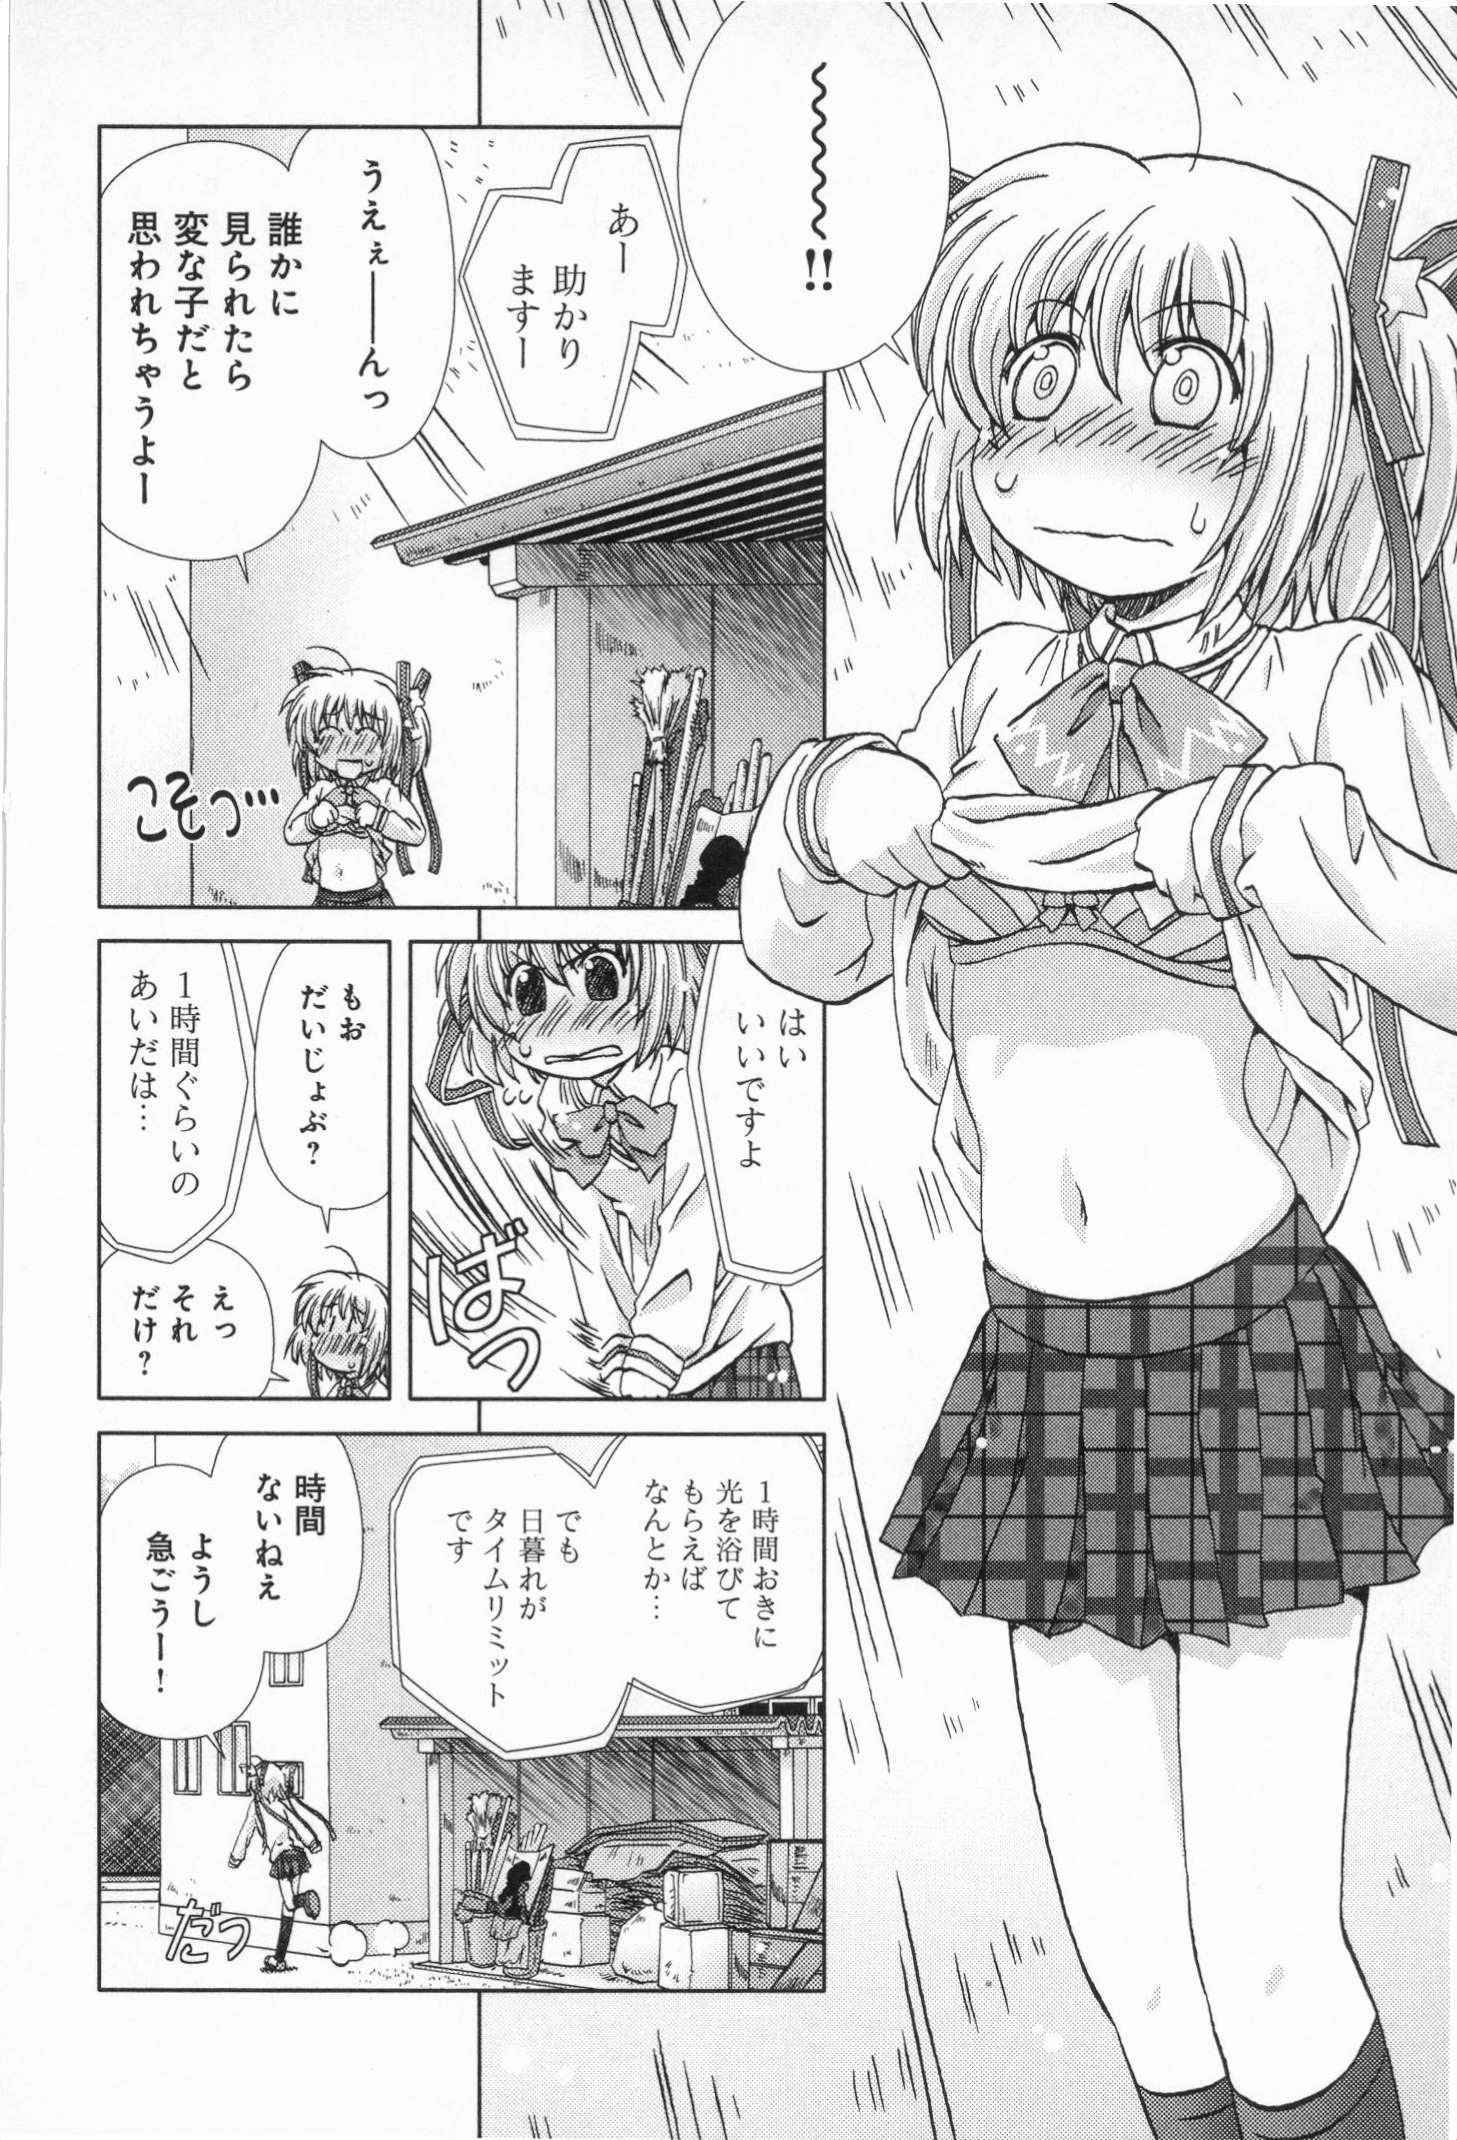 〜〜〜〜!!
あー
助かり
ますー
うえぇ――んっ
誰かに
見られたら
変な子だと
思われちゃうよー
こそっ…
はい
いいですよ
ばっ
もお
だいじょぶ?
1時間ぐらいの
あいだは…
えっ
それ
だけ?
1時間おきに
光を浴びて
もらえば
なんとか…
でも
日暮れが
タイムリミット
です
時間
ないねえ
ようし
急ごうー!
だっ